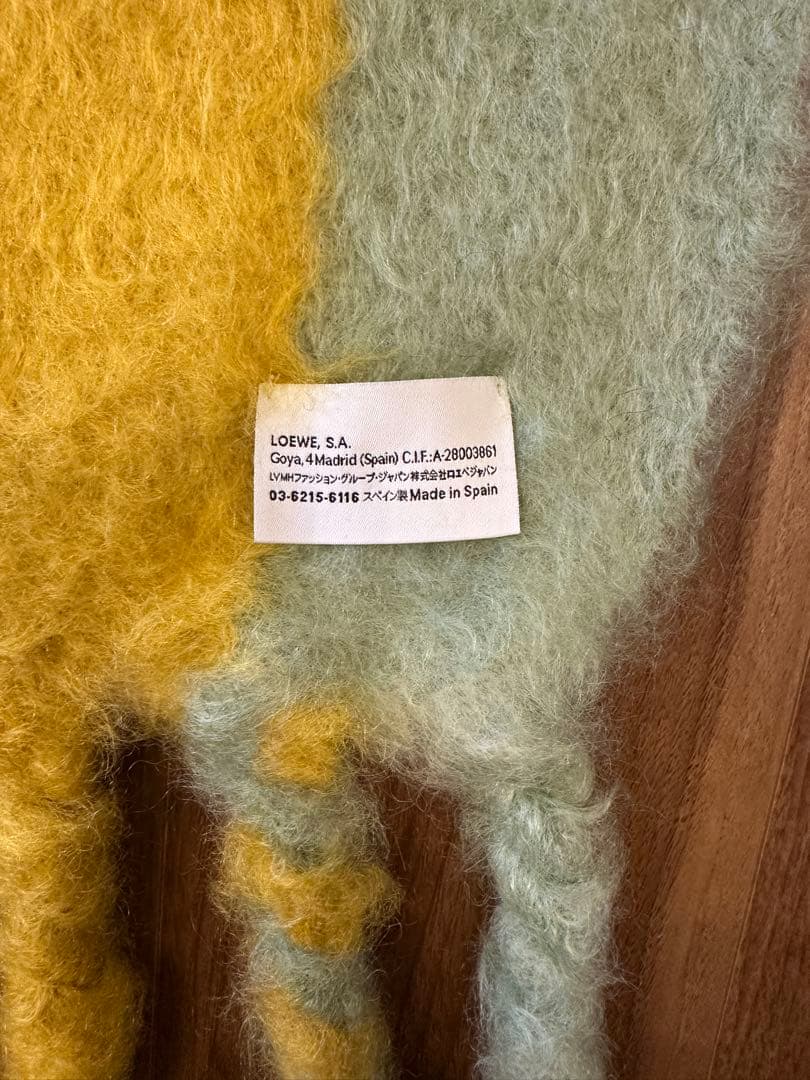 LOEWE, S.A.
Goya, 4 Madrid (Spain) C.I.F.:A-28003861
LVMHファッション・グループ・ジャパン株式会社ロエベジャパン
03-6215-6116 スペイン製 Made in Spain